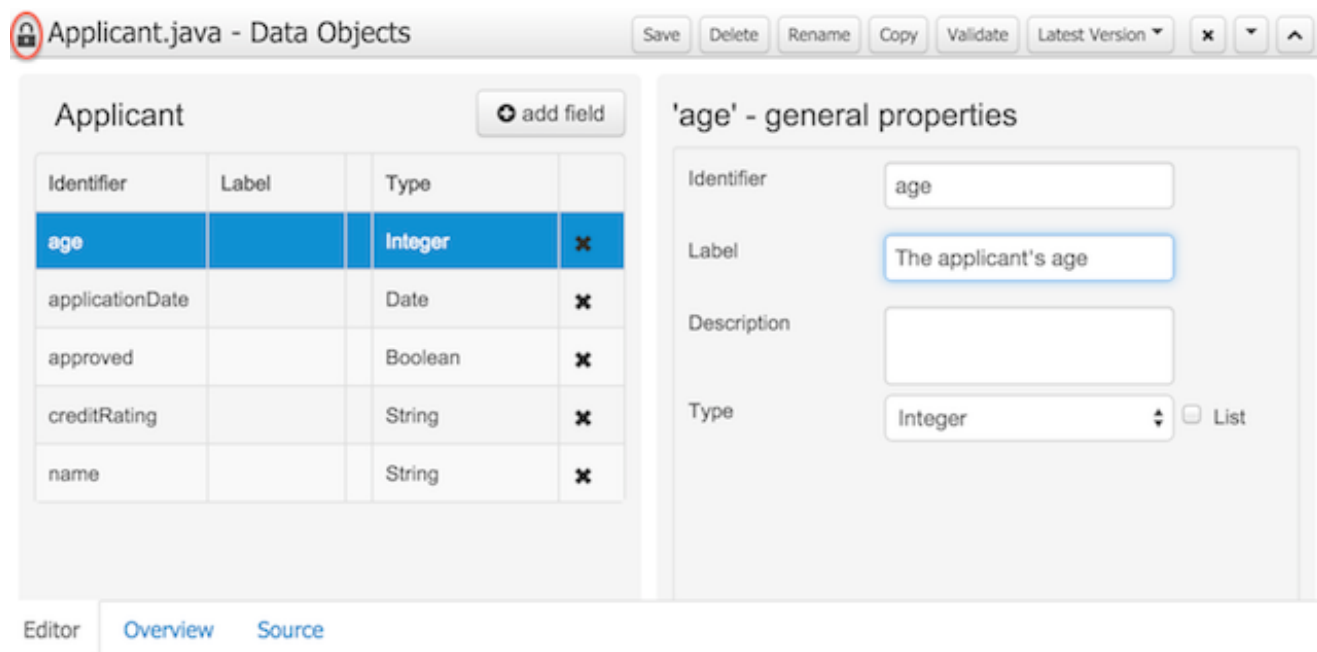 Applicant.java - Data Objects
Save Delete Rename Copy Validate Latest Version
Applicant
add field
Identifier Label Type
age Integer
applicationDate Date
approved Boolean
creditRating String
name String
'age' - general properties
Identifier age
Label The applicant's age
Description
Type Integer List
Editor Overview Source